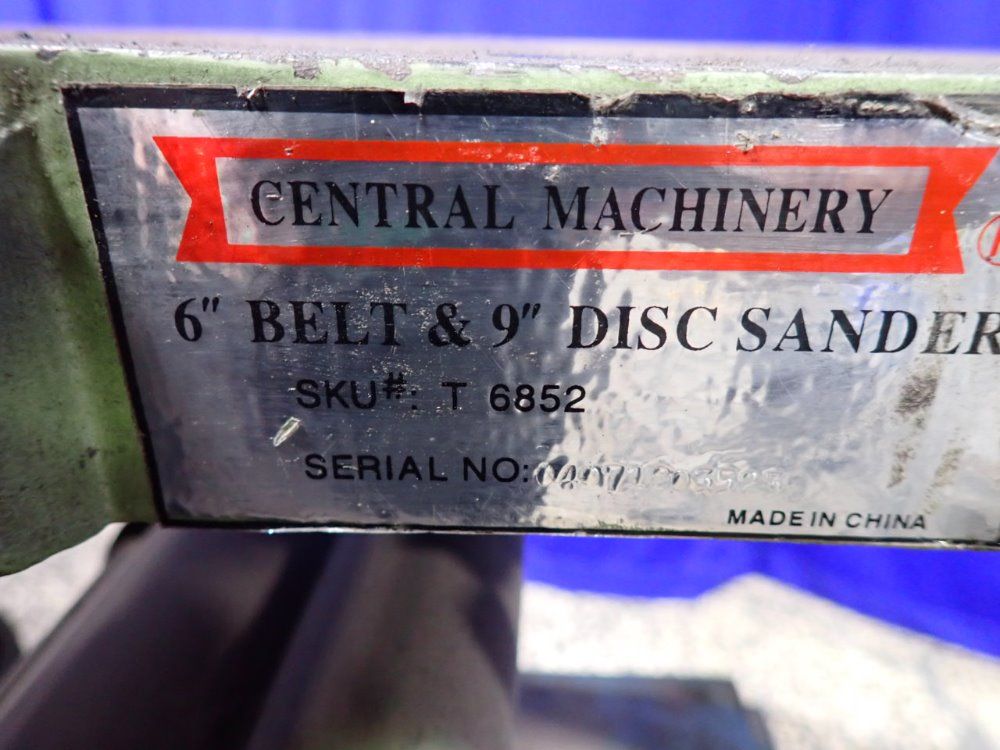 CENTRAL MACHINERY
6" BELT & 9" DISC SANDER
SKU#: T 6852
SERIAL NO:
MADE IN CHINA